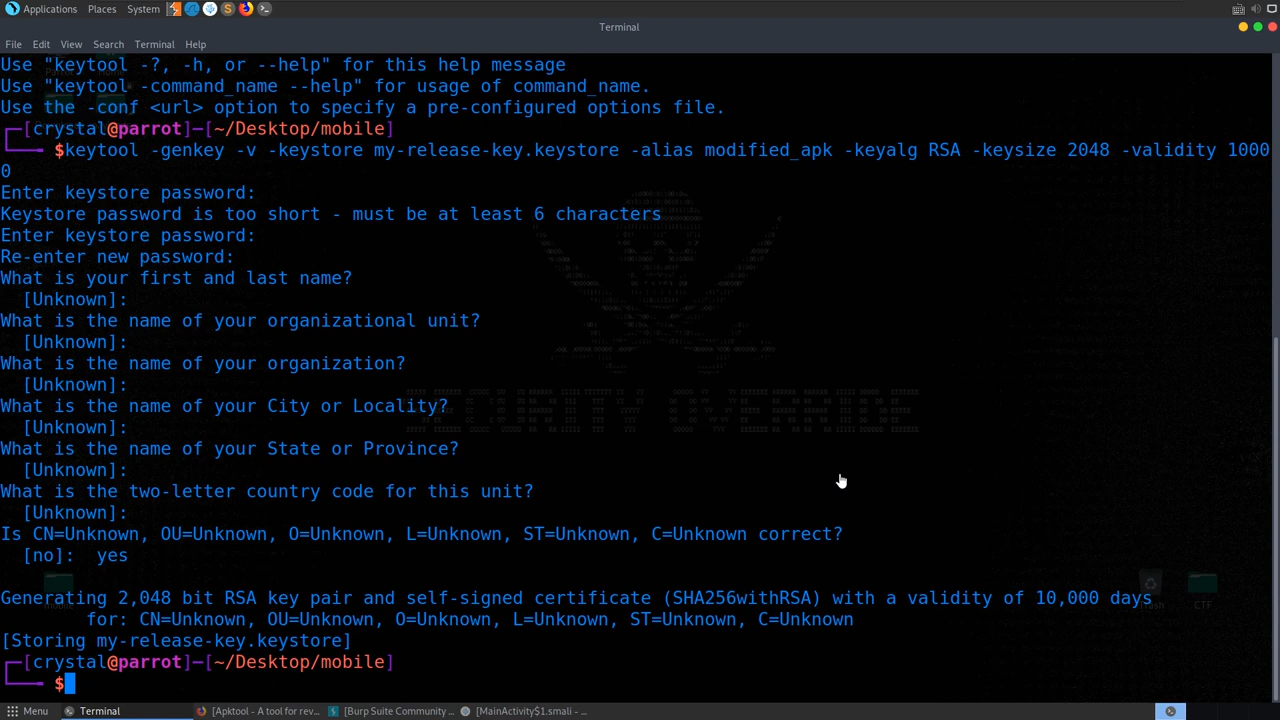 Applications Places System
Terminal
File Edit View Search Terminal Help
Use "keytool -?, -h, or --help" for this help message
Use "keytool -command_name --help" for usage of command_name.
Use the -conf <url> option to specify a pre-configured options file.
┌─[crystal@parrot]─[~/Desktop/mobile]
└──╼ $keytool -genkey -v -keystore my-release-key.keystore -alias modified_apk -keyalg RSA -keysize 2048 -validity 1000
0
Enter keystore password:
Keystore password is too short - must be at least 6 characters
Enter keystore password:
Re-enter new password:
What is your first and last name?
[Unknown]:
What is the name of your organizational unit?
[Unknown]:
What is the name of your organization?
[Unknown]:
What is the name of your City or Locality?
[Unknown]:
What is the name of your State or Province?
[Unknown]:
What is the two-letter country code for this unit?
[Unknown]:
Is CN=Unknown, OU=Unknown, O=Unknown, L=Unknown, ST=Unknown, C=Unknown correct?
[no]: yes
Generating 2,048 bit RSA key pair and self-signed certificate (SHA256withRSA) with a validity of 10,000 days
for: CN=Unknown, OU=Unknown, O=Unknown, L=Unknown, ST=Unknown, C=Unknown
[Storing my-release-key.keystore]
┌─[crystal@parrot]─[~/Desktop/mobile]
└──╼ $
CTF
Menu Terminal [Apktool - A tool for rev... [Burp Suite Community ... [MainActivity$1.smali - ...